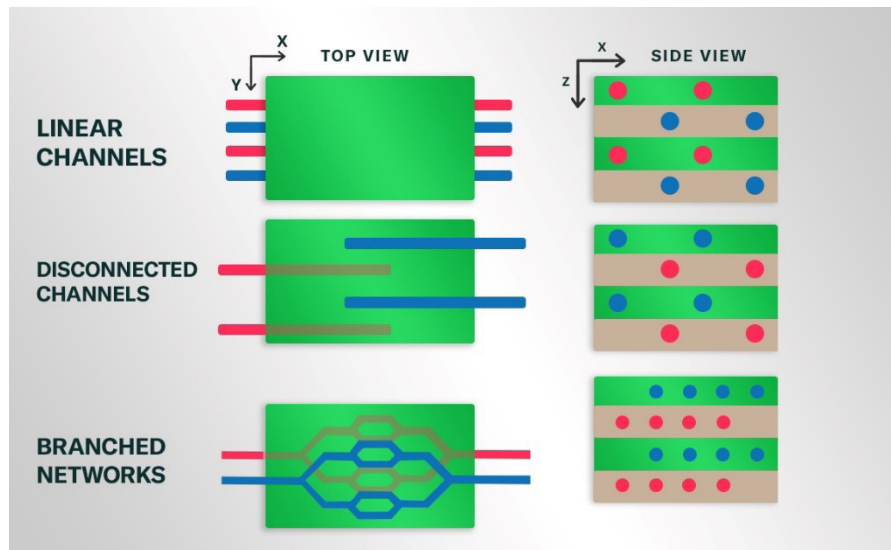 X
Y
TOP VIEW
X
Z
SIDE VIEW
LINEAR
CHANNELS
DISCONNECTED
CHANNELS
BRANCHED
NETWORKS